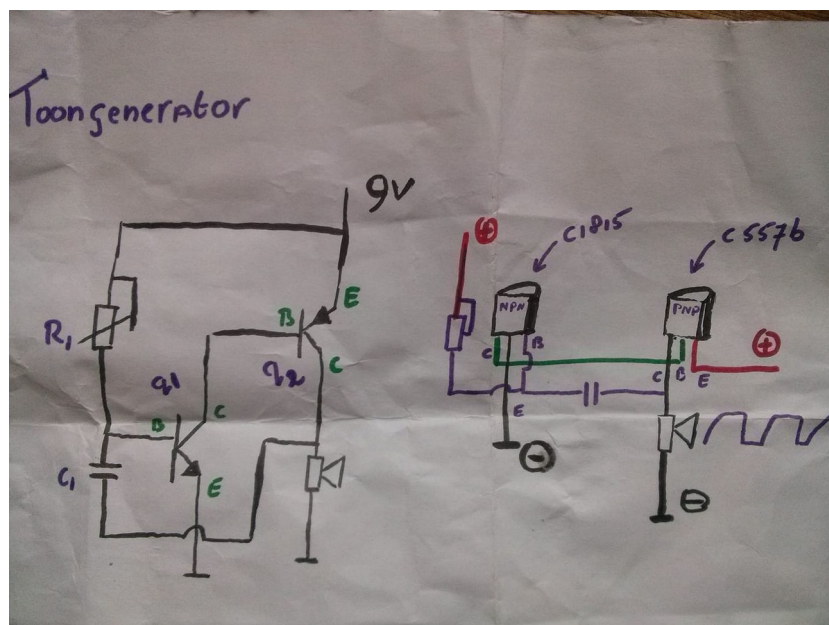 Toongenerator
9V
R1
C1
q1
q2
B
C
E
B
E
C
C1815
C557b
NPN
PNP
C
B
E
C
B
E
+
+
-
-